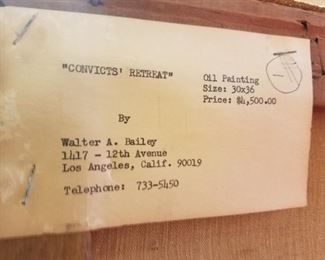 "CONVICTS' RETREAT"
Oil Painting
Size: 30x36
Price: $4,500.00
By
Walter A. Bailey
1417 - 12th Avenue
Los Angeles, Calif. 90019
Telephone: 733-5450